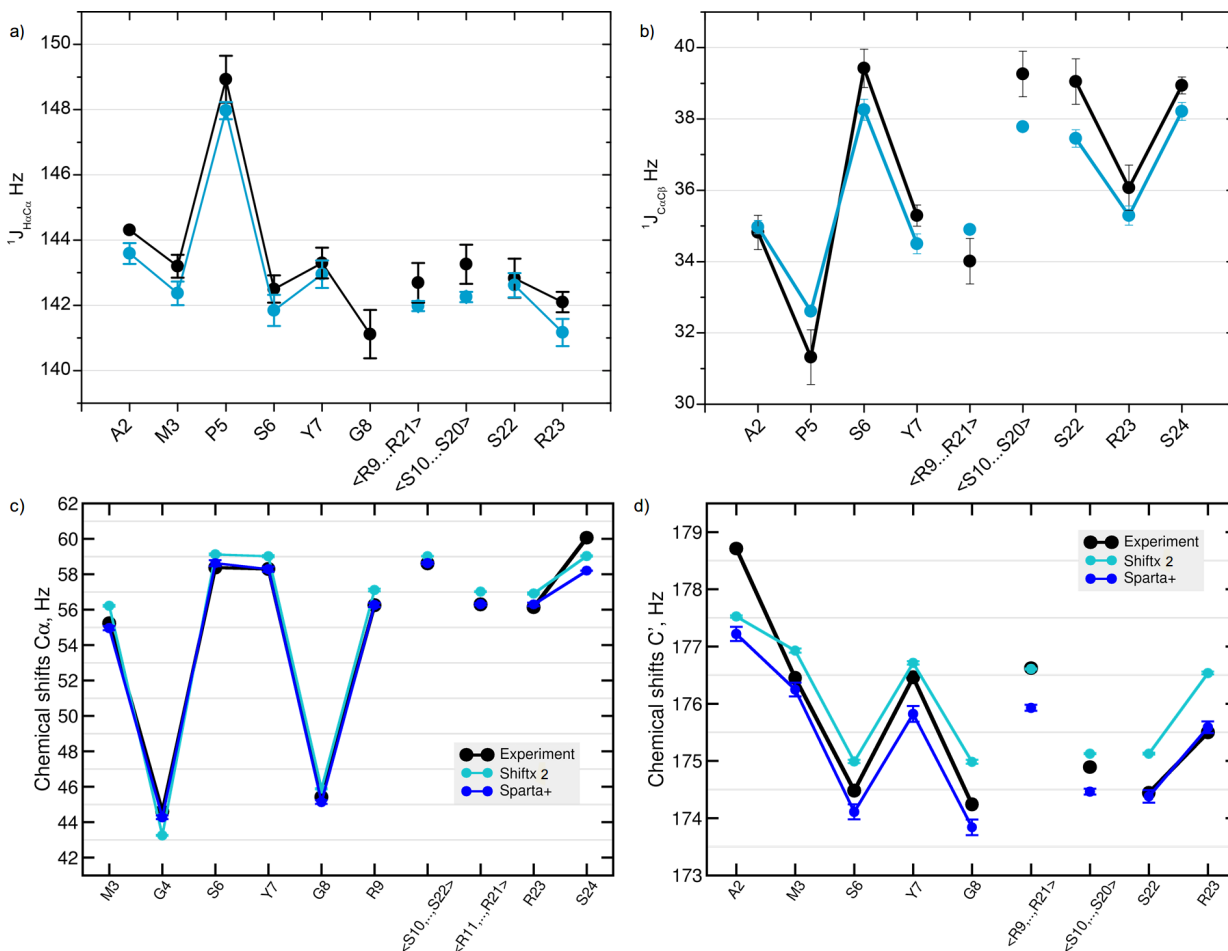 a)
150
148
146
144
142
140
¹J HαCα Hz
A2
M3
P5
S6
Y7
G8
<R9...R21>
<S10...S20>
S22
R23
b)
40
38
36
34
32
30
¹J CαCβ Hz
A2
P5
S6
Y7
<R9...R21>
<S10...S20>
S22
R23
S24
c)
62
60
58
56
54
52
50
48
46
44
42
Chemical shifts Cα, Hz
Experiment
Shiftx 2
Sparta+
M3
G4
S6
Y7
G8
R9
<S10,...,S22>
<R11,...,R21>
R23
S24
d)
179
178
177
176
175
174
173
Chemical shifts C', Hz
Experiment
Shiftx 2
Sparta+
A2
M3
S6
Y7
G8
<R9,...,R21>
<S10,...,S20>
S22
R23